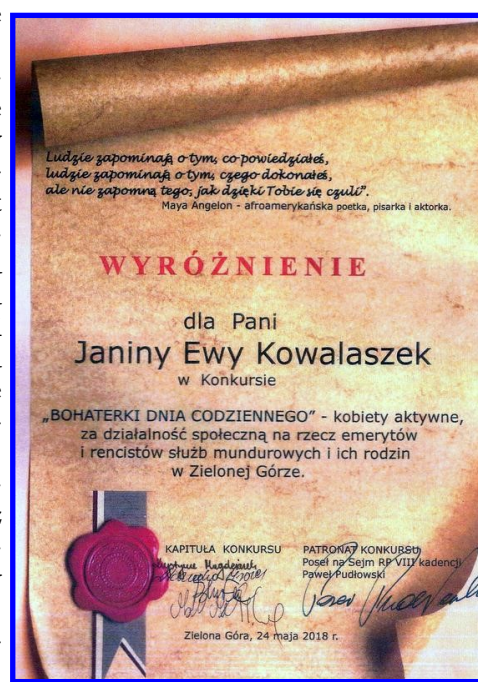 Ludzie zapominają o tym, co powiedziałeś,
ludzie zapominają o tym, czego dokonałeś,
ale nie zapomną tego, jak dzięki Tobie się czuli".
Maya Angelon - afroamerykańska poetka, pisarka i aktorka.
WYRÓŻNIENIE
dla Pani
Janiny Ewy Kowalaszek
w Konkursie
„BOHATERKI DNIA CODZIENNEGO" - kobiety aktywne,
za działalność społeczną na rzecz emerytów
i rencistów służb mundurowych i ich rodzin
w Zielonej Górze.
KAPITUŁA KONKURSU
PATRONAT KONKURSU
Poseł na Sejm RP VIII kadencji
Paweł Pudłowski
Zielona Góra, 24 maja 2018 r.